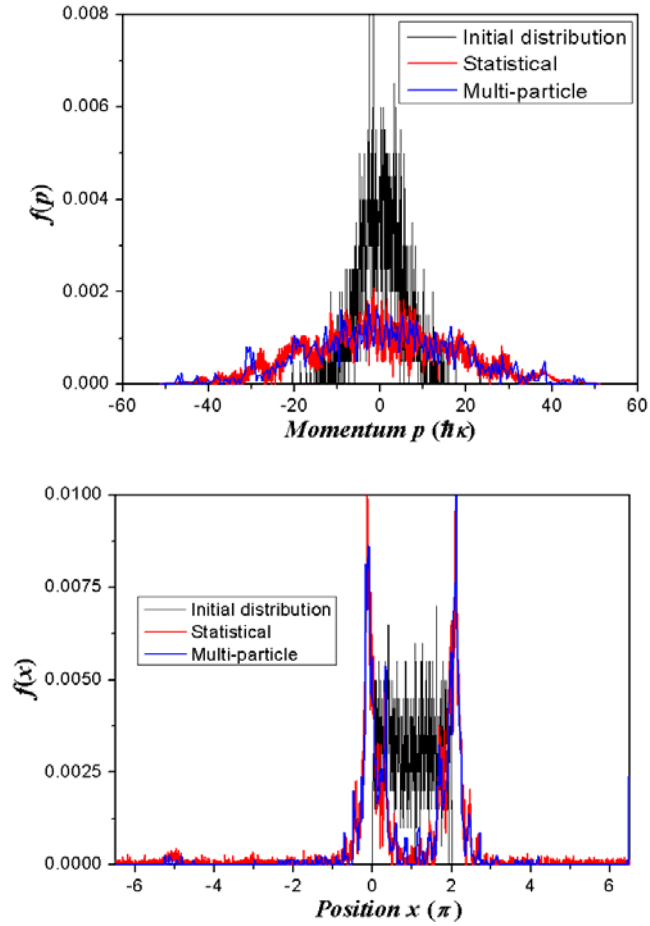 0.008
Initial distribution
Statistical
Multi-particle
0.006
f(p)
0.004
0.002
0.000
-60 -40 -20 0 20 40 60
Momentum p (ħκ)
0.0100
0.0075
Initial distribution
Statistical
Multi-particle
f(x)
0.0050
0.0025
0.0000
-6 -4 -2 0 2 4 6
Position x (π)